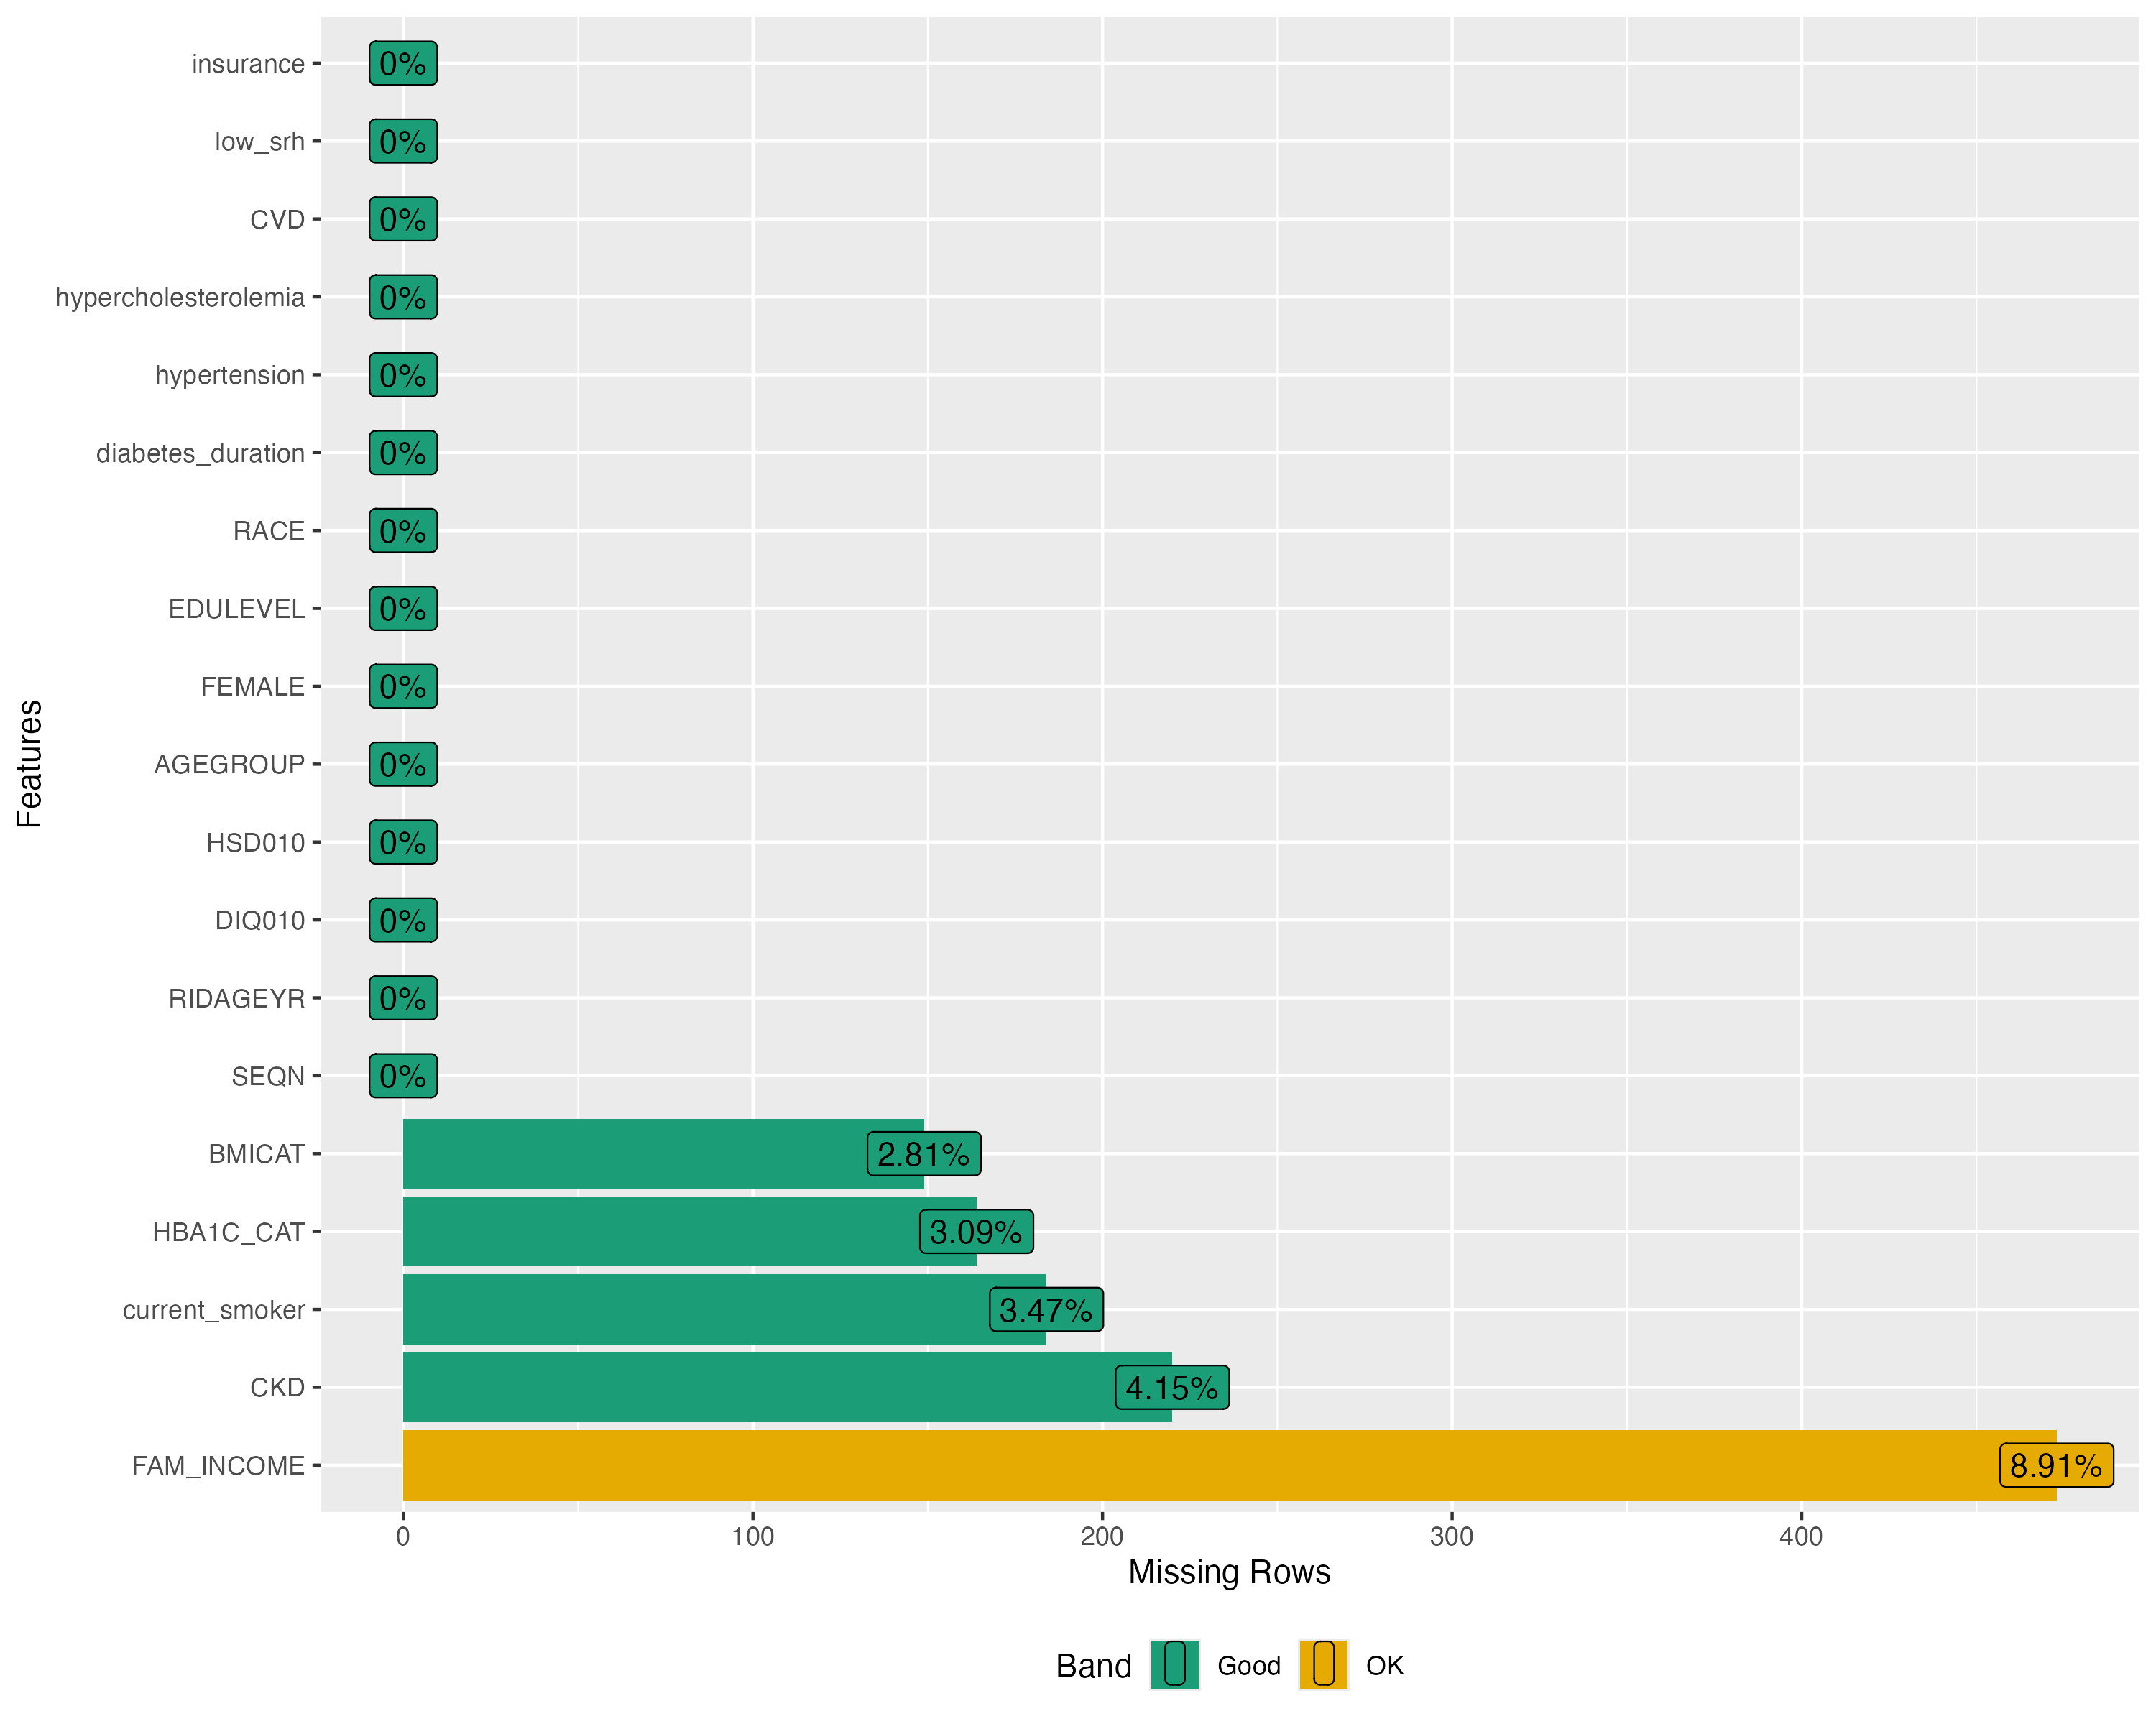 Features
insurance 0%
low_srh 0%
CVD 0%
hypercholesterolemia 0%
hypertension 0%
diabetes_duration 0%
RACE 0%
EDULEVEL 0%
FEMALE 0%
AGEGROUP 0%
HSD010 0%
DIQ010 0%
RIDAGEYR 0%
SEQN 0%
BMICAT 2.81%
HBA1C_CAT 3.09%
current_smoker 3.47%
CKD 4.15%
FAM_INCOME 8.91%
0 100 200 300 400
Missing Rows
Band Good OK